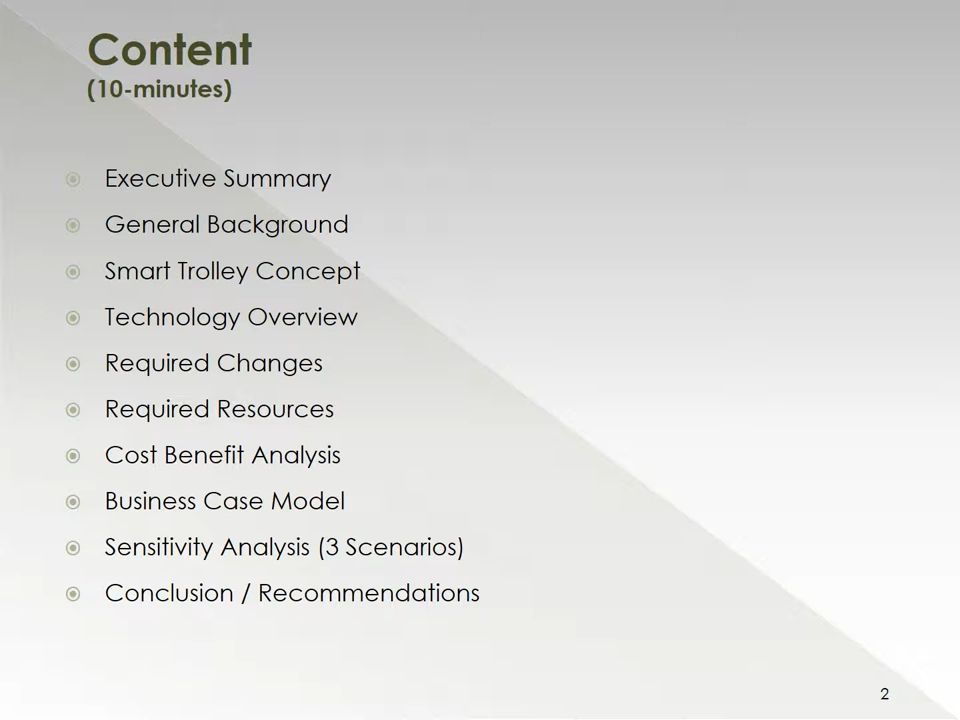 Content
(10-minutes)
Executive Summary
General Background
Smart Trolley Concept
Technology Overview
Required Changes
Required Resources
Cost Benefit Analysis
Business Case Model
Sensitivity Analysis (3 Scenarios)
Conclusion / Recommendations
2